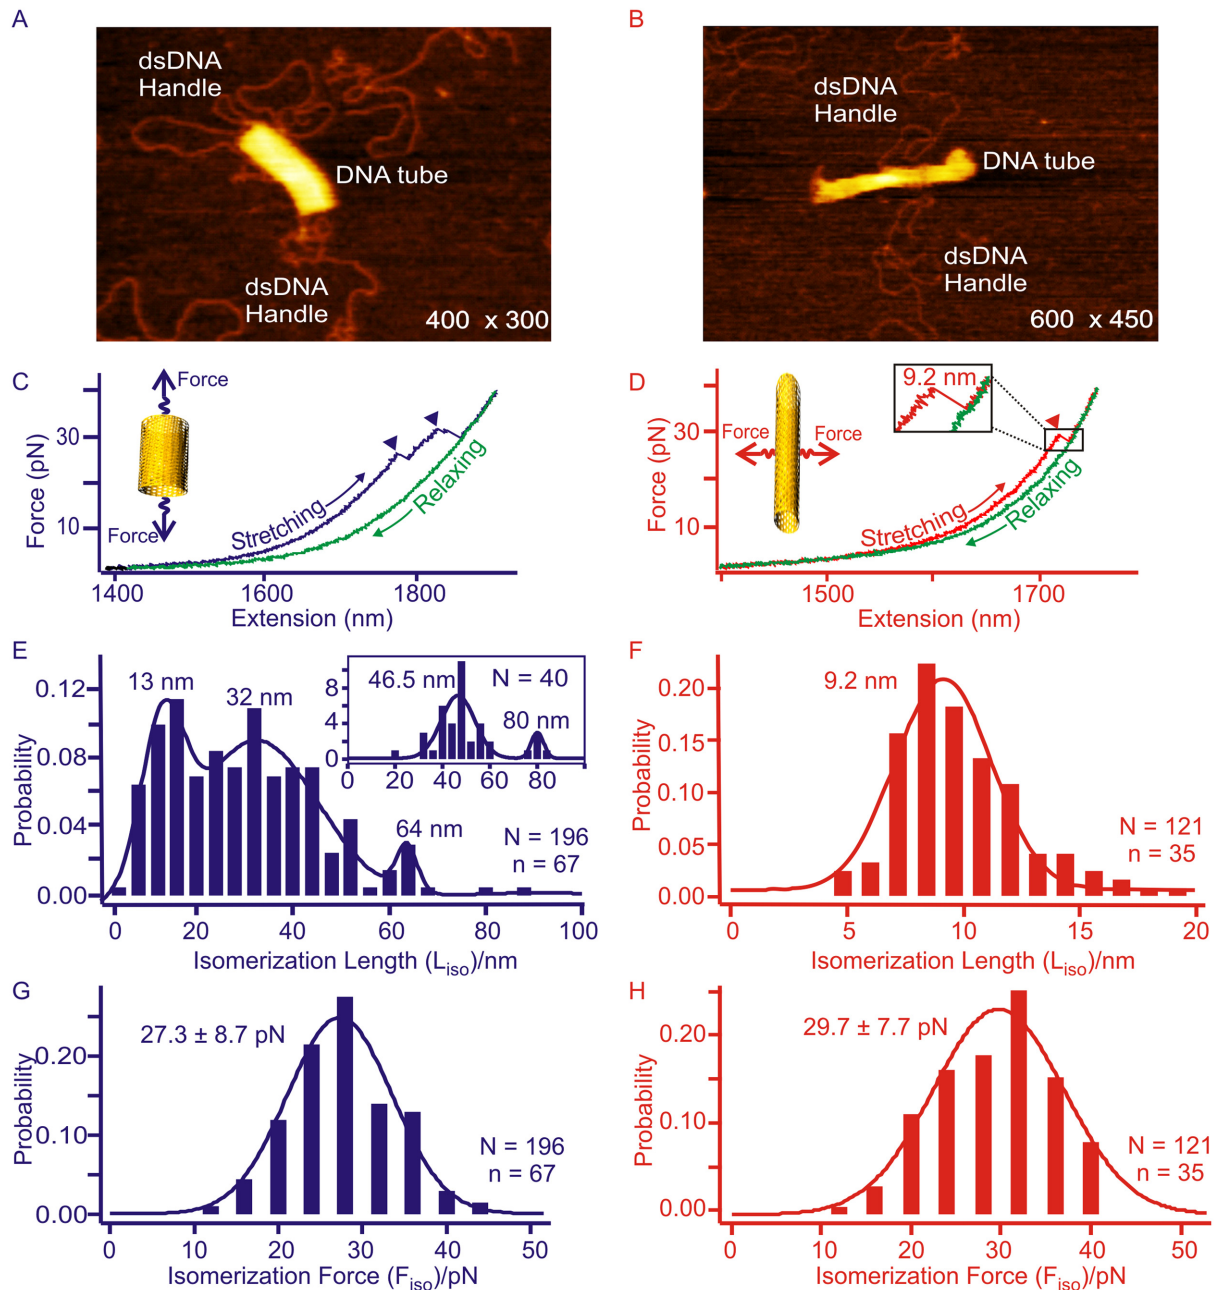 A
dsDNA
Handle
DNA tube
dsDNA
Handle
400 x 300
B
dsDNA
Handle
DNA tube
dsDNA
Handle
600 x 450
C
Force (pN)
30
10
Force
Force
Stretching
Relaxing
1400
1600
1800
Extension (nm)
D
Force (pN)
30
10
Force
Force
9.2 nm
Stretching
Relaxing
1500
1700
Extension (nm)
E
Probability
0.12
0.08
0.04
0.00
13 nm
32 nm
64 nm
N = 196
n = 67
8
4
0
46.5 nm
N = 40
80 nm
0
20
40
60
80
0
20
40
60
80
100
Isomerization Length (Liso)/nm
F
Probability
0.20
0.15
0.10
0.05
0.00
9.2 nm
N = 121
n = 35
0
5
10
15
20
Isomerization Length (Liso)/nm
G
Probability
0.20
0.10
0.00
27.3 ± 8.7 pN
N = 196
n = 67
0
10
20
30
40
50
Isomerization Force (Fiso)/pN
H
Probability
0.20
0.10
0.00
29.7 ± 7.7 pN
N = 121
n = 35
0
10
20
30
40
50
Isomerization Force (Fiso)/pN